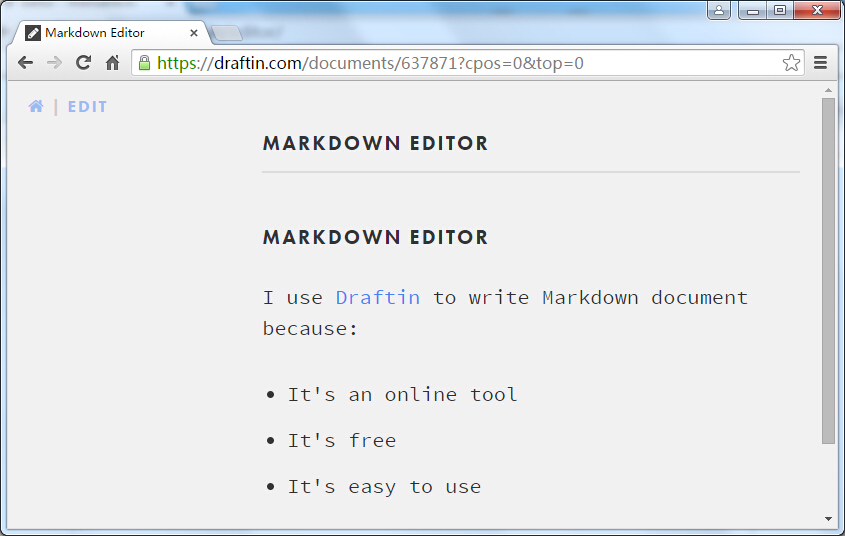 Markdown Editor
https://draftin.com/documents/637871?cpos=0&top=0
| EDIT
MARKDOWN EDITOR
MARKDOWN EDITOR
I use Draftin to write Markdown document
because:
• It's an online tool
• It's free
• It's easy to use